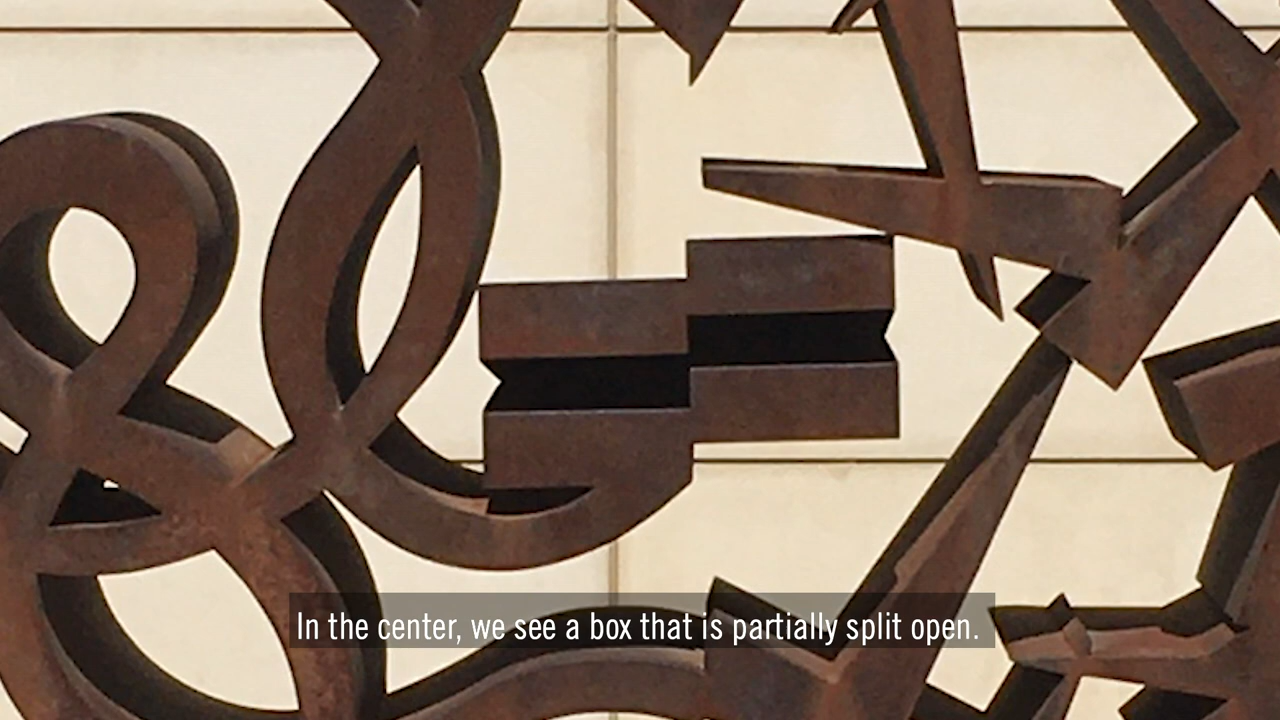 In the center, we see a box that is partially split open.